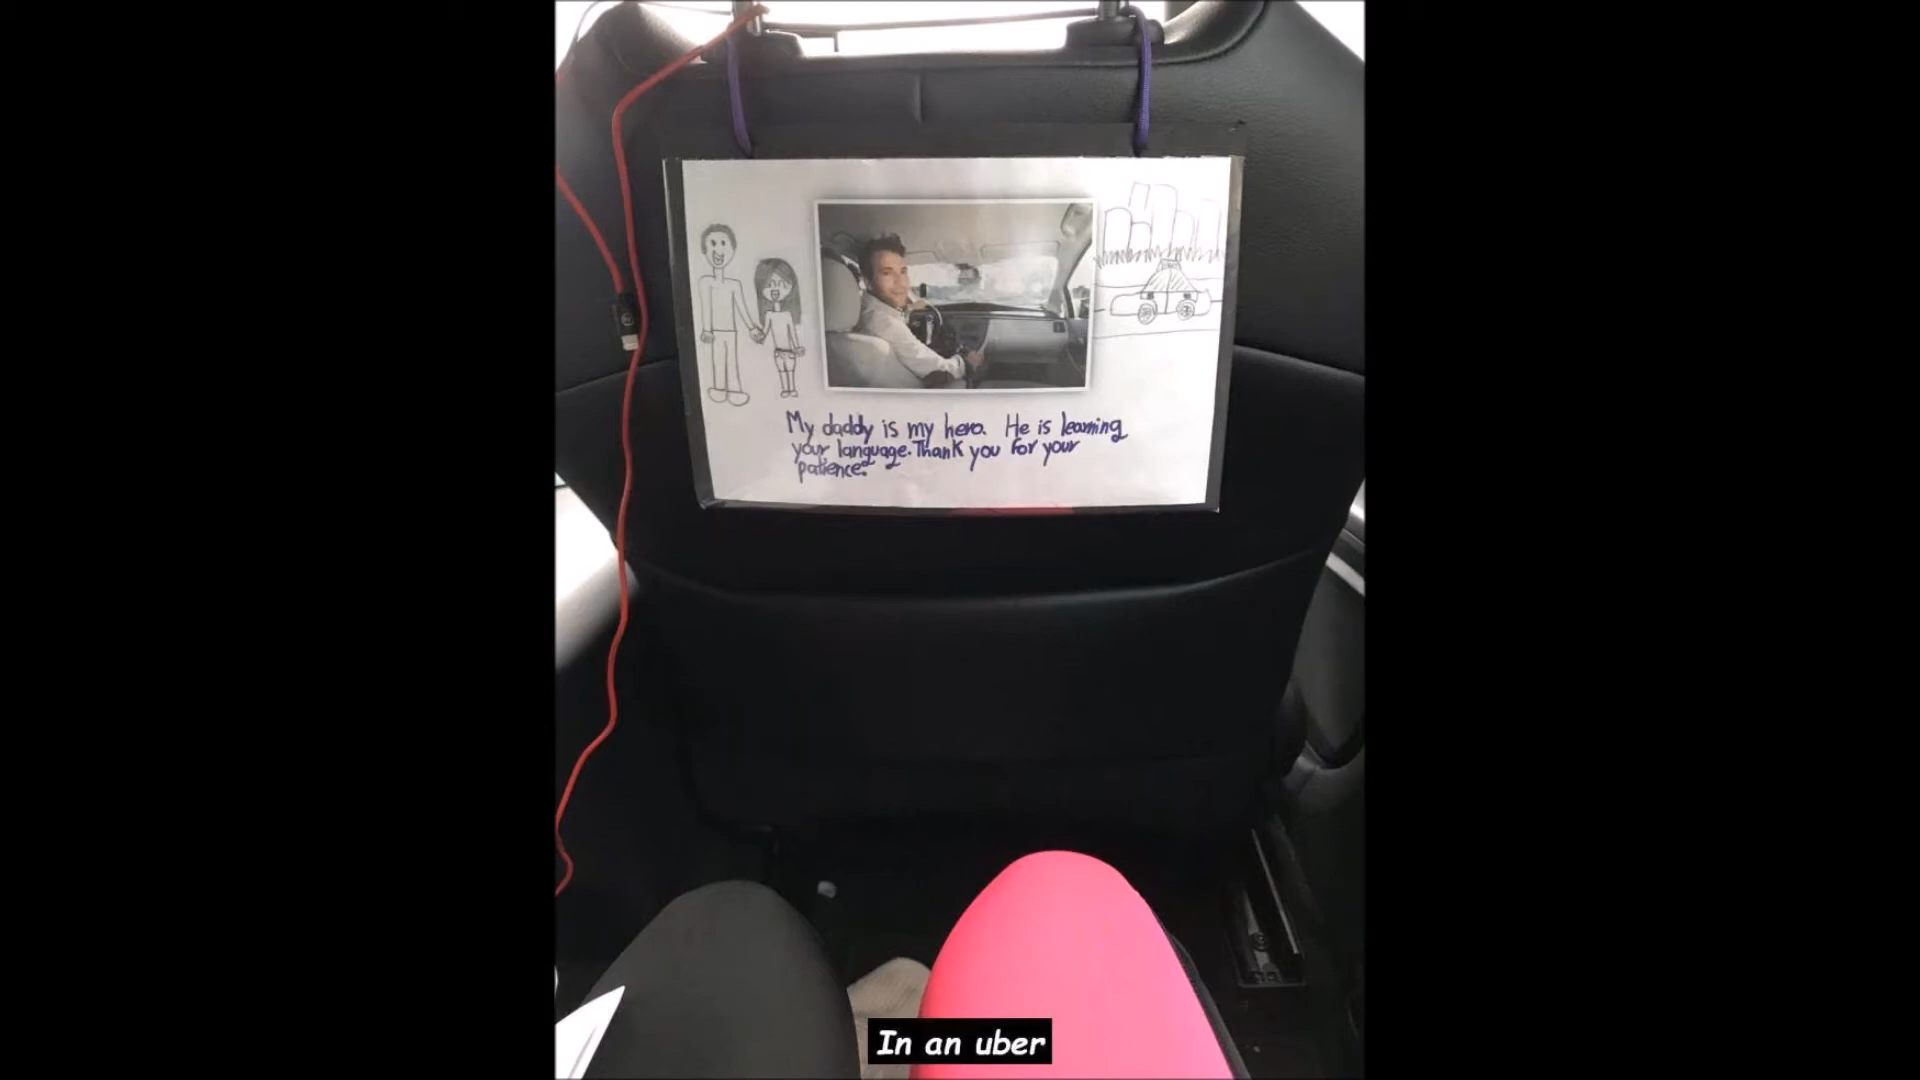 My daddy is my hero. He is learning
your language. Thank you for your
patience.
In an uber